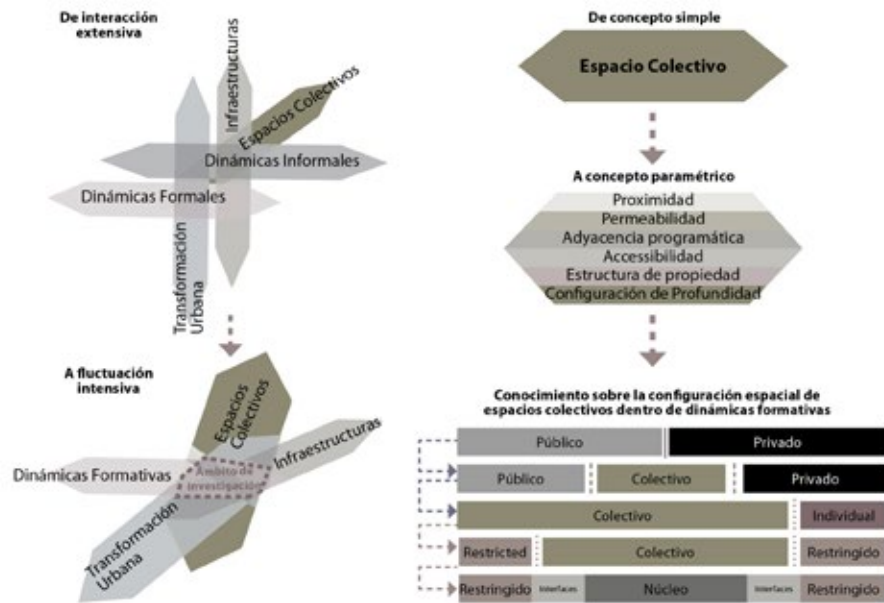 De interacción
extensiva
Infraestructuras
Espacios Colectivos
Dinámicas Informales
Dinámicas Formales
Transformación
Urbana
A fluctuación
intensiva
Espacios
Colectivos
Infraestructuras
Dinámicas Formativas
Ámbito de
investigación
Transformación
Urbana
De concepto simple
Espacio Colectivo
A concepto paramétrico
Proximidad
Permeabilidad
Adyacencia programática
Accessibilidad
Estructura de propiedad
Configuración de Profundidad
Conocimiento sobre la configuración espacial de
espacios colectivos dentro de dinámicas formativas
Público Privado
Público Colectivo Privado
Colectivo Individual
Restricted Colectivo Restringido
Restringido Interfaces Núcleo Interfaces Restringido